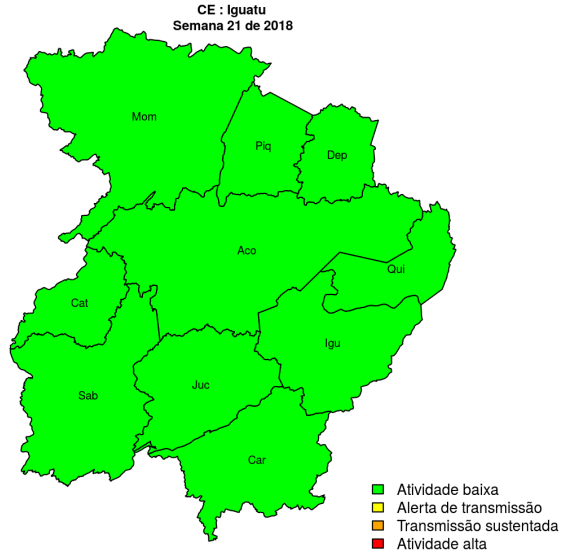 CE : Iguatu
Semana 21 de 2018
Mom
Piq
Dep
Aco
Qui
Cat
Igu
Juc
Sab
Car
Atividade baixa
Alerta de transmissão
Transmissão sustentada
Atividade alta